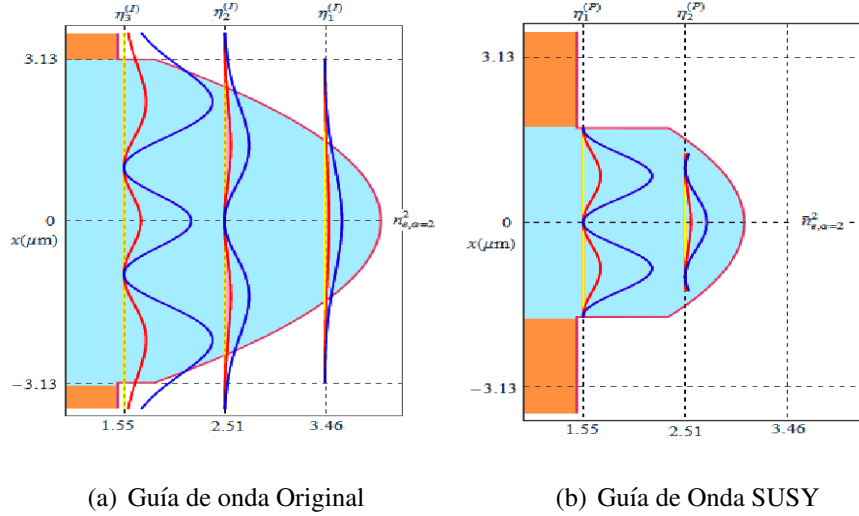 η₃⁽ᴵ⁾ η₂⁽ᴵ⁾ η₁⁽ᴵ⁾
3.13
0
x(μm)
n²ₑ,α=2
−3.13
1.55 2.51 3.46
(a) Guía de onda Original
η₁⁽ᴾ⁾ η₂⁽ᴾ⁾
3.13
0
x(μm)
n̄²ₑ,α=2
−3.13
1.55 2.51 3.46
(b) Guía de Onda SUSY